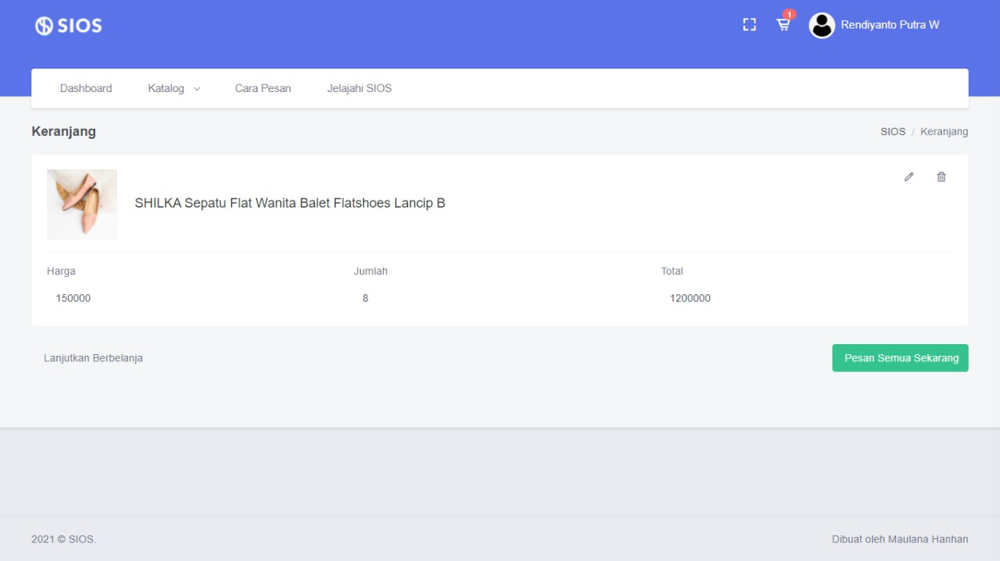 SIOS
1
Rendiyanto Putra W
Dashboard
Katalog
Cara Pesan
Jelajahi SIOS
Keranjang
SIOS / Keranjang
SHILKA Sepatu Flat Wanita Balet Flatshoes Lancip B
Harga
Jumlah
Total
150000
8
1200000
Lanjutkan Berbelanja
Pesan Semua Sekarang
2021 © SIOS.
Dibuat oleh Maulana Hanhan